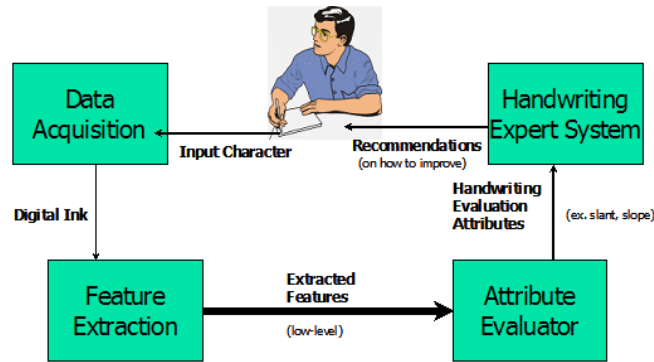 Data
Acquisition
Handwriting
Expert System
Input Character
Recommendations
(on how to improve)
Digital Ink
Handwriting
Evaluation
Attributes
(ex. slant, slope)
Feature
Extraction
Extracted
Features
(low-level)
Attribute
Evaluator